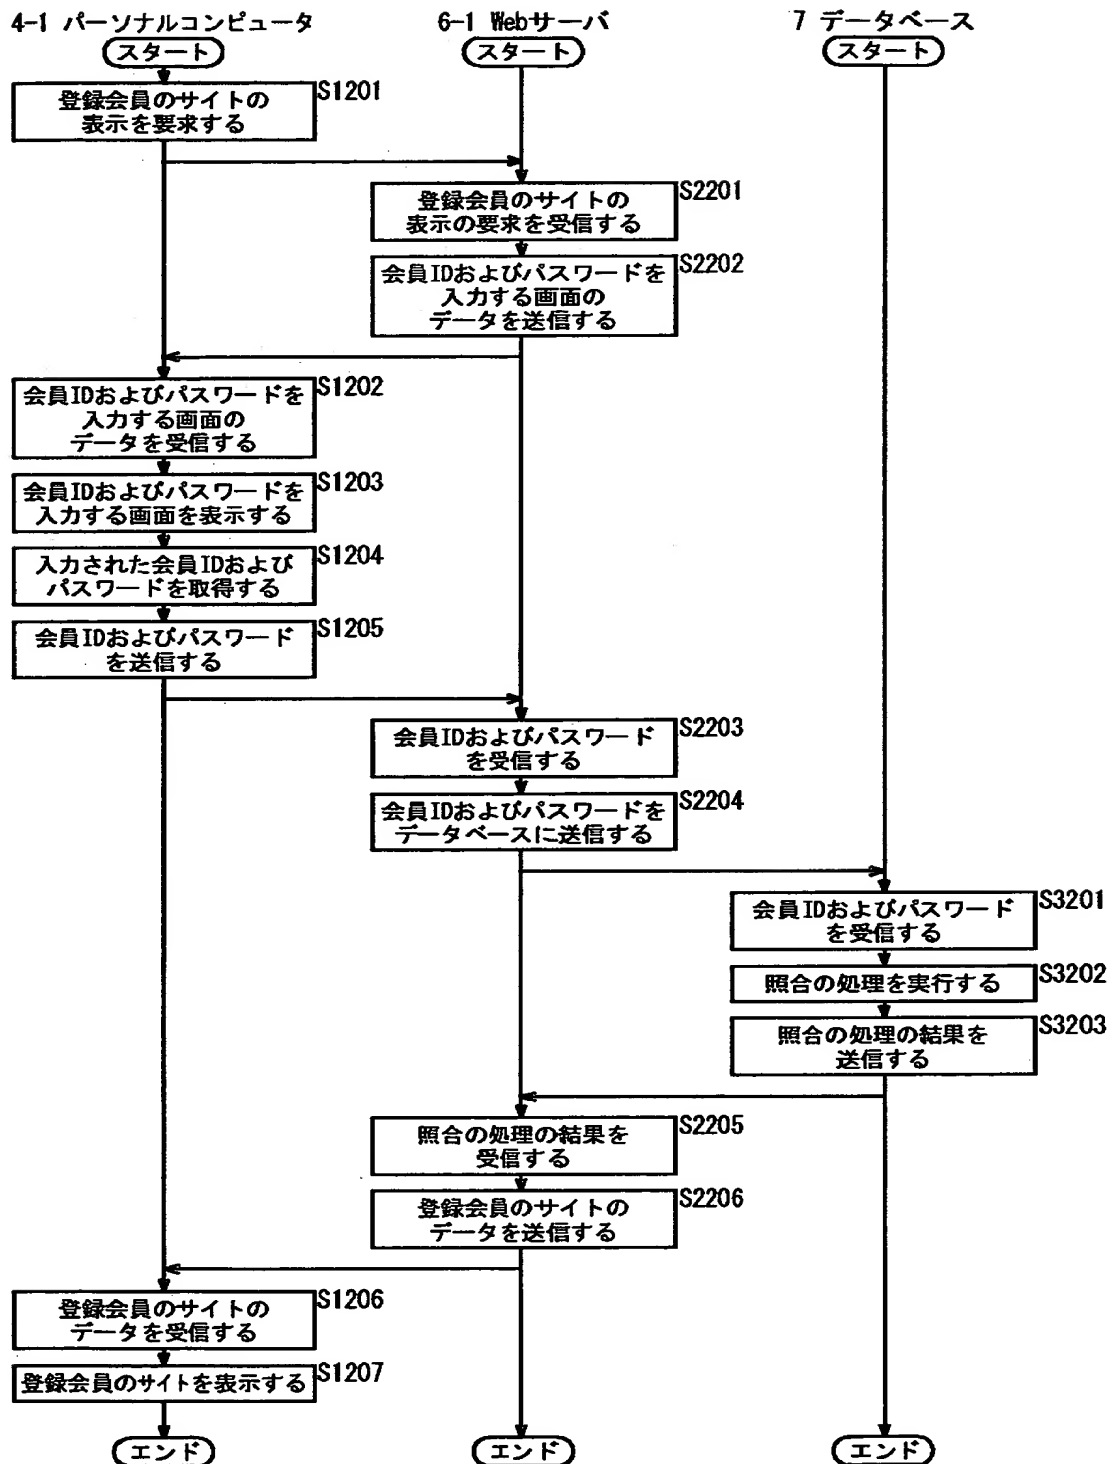 4-1 パーソナルコンピュータ
6-1 Webサーバ
7 データベース
スタート
スタート
スタート
登録会員のサイトの
表示を要求する
S1201
登録会員のサイトの
表示の要求を受信する
S2201
会員IDおよびパスワードを
入力する画面の
データを送信する
S2202
会員IDおよびパスワードを
入力する画面の
データを受信する
S1202
会員IDおよびパスワードを
入力する画面を表示する
S1203
入力された会員IDおよび
パスワードを取得する
S1204
会員IDおよびパスワード
を送信する
S1205
会員IDおよびパスワード
を受信する
S2203
会員IDおよびパスワードを
データベースに送信する
S2204
会員IDおよびパスワード
を受信する
S3201
照合の処理を実行する
S3202
照合の処理の結果を
送信する
S3203
照合の処理の結果を
受信する
S2205
登録会員のサイトの
データを送信する
S2206
登録会員のサイトの
データを受信する
S1206
登録会員のサイトを表示する
S1207
エンド
エンド
エンド